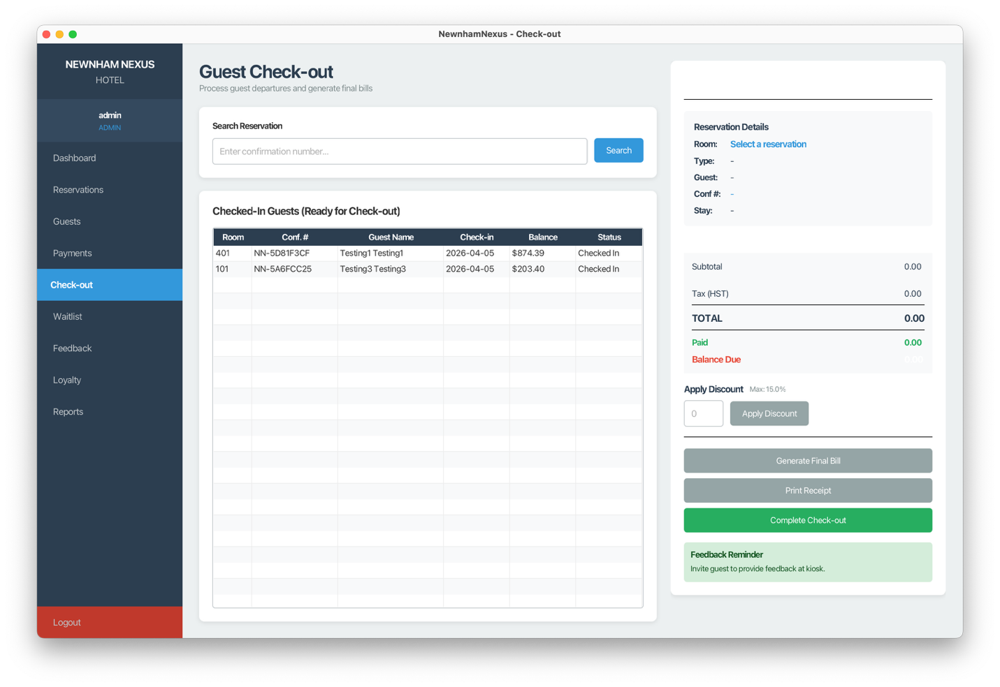 NewnhamNexus - Check-out
NEWNHAM NEXUS
HOTEL
admin
ADMIN
Dashboard
Reservations
Guests
Payments
Check-out
Waitlist
Feedback
Loyalty
Reports
Logout
Guest Check-out
Process guest departures and generate final bills
Search Reservation
Enter confirmation number...
Search
Checked-In Guests (Ready for Check-out)
Room Conf. # Guest Name Check-in Balance Status
401 NN-5D81F3CF Testing1 Testing1 2026-04-05 $874.39 Checked In
101 NN-5A6FCC25 Testing3 Testing3 2026-04-05 $203.40 Checked In
Reservation Details
Room: Select a reservation
Type: -
Guest: -
Conf #: -
Stay: -
Subtotal 0.00
Tax (HST) 0.00
TOTAL 0.00
Paid 0.00
Balance Due 0.00
Apply Discount Max: 15.0%
0 Apply Discount
Generate Final Bill
Print Receipt
Complete Check-out
Feedback Reminder
Invite guest to provide feedback at kiosk.